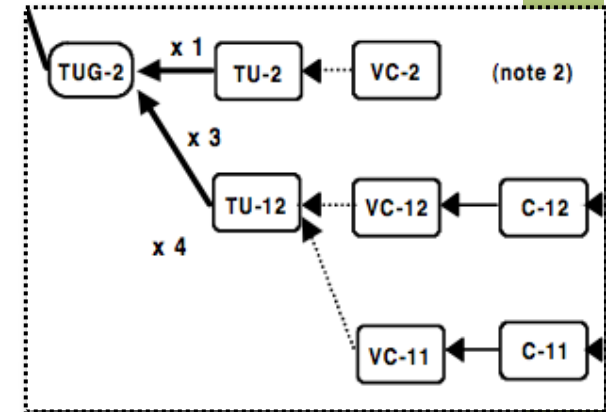 x 1
TUG-2 TU-2 VC-2 (note 2)
x 3
TU-12 VC-12 C-12
x 4
VC-11 C-11